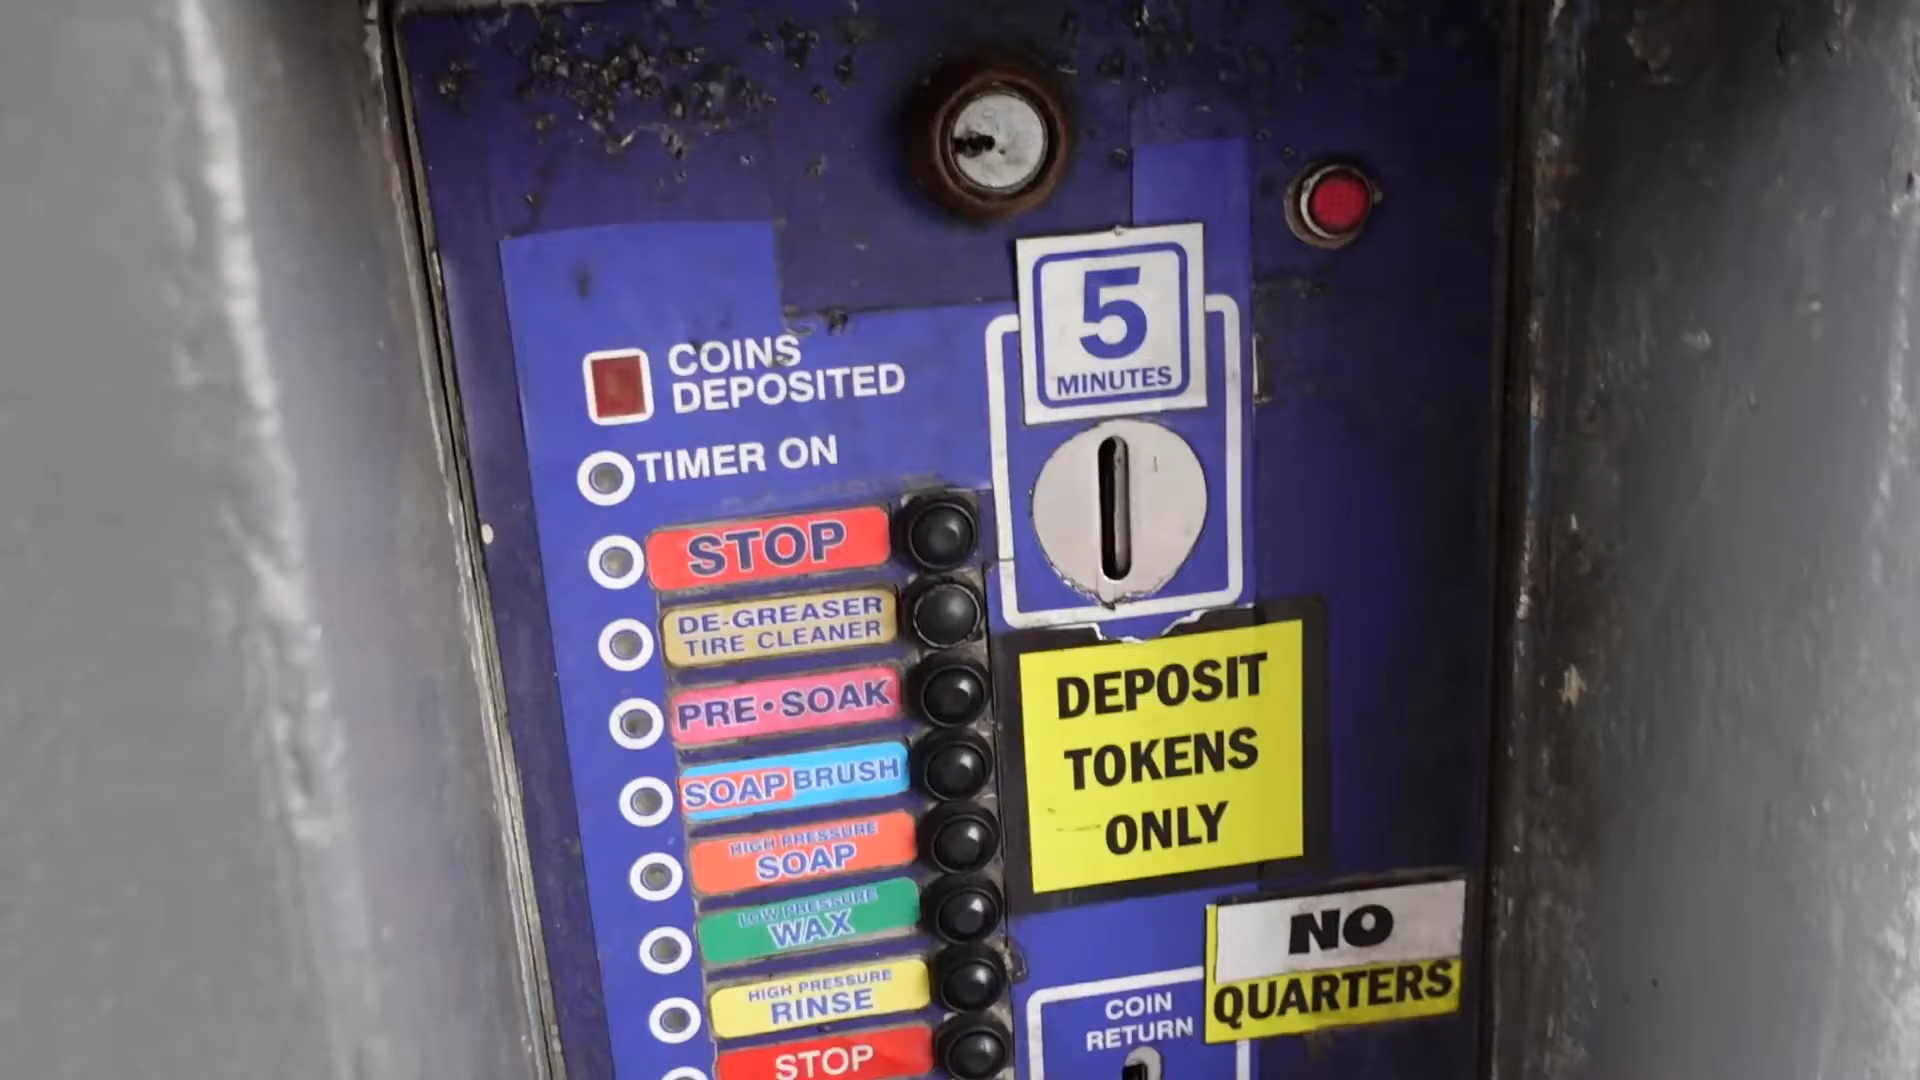 5
MINUTES
COINS
DEPOSITED
TIMER ON
STOP
DE-GREASER
TIRE CLEANER
PRE•SOAK
SOAP BRUSH
HIGH PRESSURE
SOAP
LOW PRESSURE
WAX
HIGH PRESSURE
RINSE
STOP
DEPOSIT
TOKENS
ONLY
NO
QUARTERS
COIN
RETURN